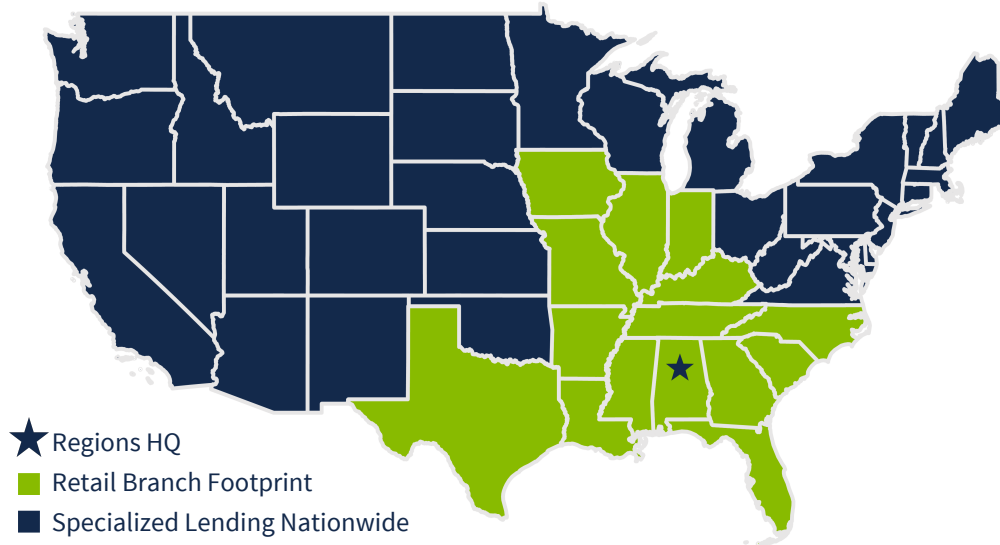 Regions HQ
Retail Branch Footprint
Specialized Lending Nationwide